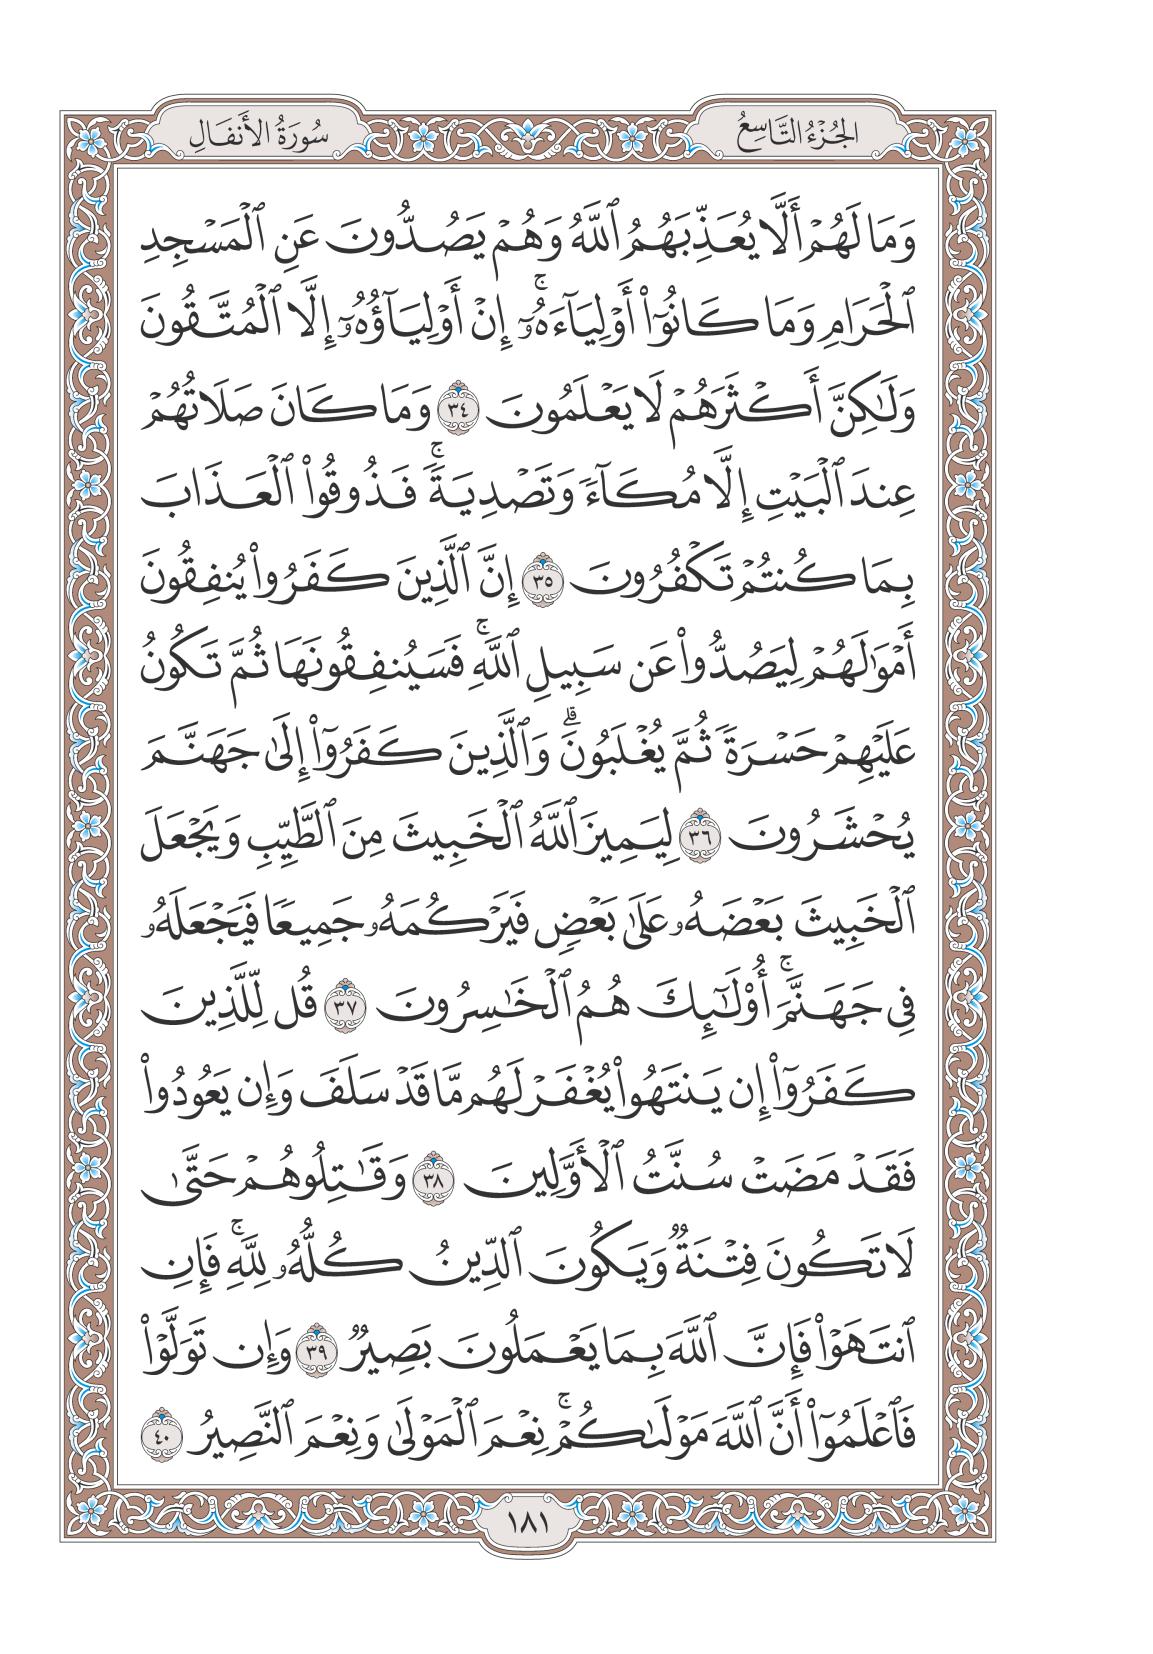 الجُزْءُ التَّاسِعُ
سُورَةُ الأَنفَالِ
وَمَا لَهُمْ أَلَّا يُعَذِّبَهُمُ ٱللَّهُ وَهُمْ يَصُدُّونَ عَنِ ٱلْمَسْجِدِ
ٱلْحَرَامِ وَمَا كَانُوٓا۟ أَوْلِيَآءَهُۥٓ ۚ إِنْ أَوْلِيَآؤُهُۥٓ إِلَّا ٱلْمُتَّقُونَ
وَلَٰكِنَّ أَكْثَرَهُمْ لَا يَعْلَمُونَ ٣٤ وَمَا كَانَ صَلَاتُهُمْ
عِندَ ٱلْبَيْتِ إِلَّا مُكَآءً وَتَصْدِيَةً ۚ فَذُوقُوا۟ ٱلْعَذَابَ
بِمَا كُنتُمْ تَكْفُرُونَ ٣٥ إِنَّ ٱلَّذِينَ كَفَرُوا۟ يُنفِقُونَ
أَمْوَٰلَهُمْ لِيَصُدُّوا۟ عَن سَبِيلِ ٱللَّهِ ۚ فَسَيُنفِقُونَهَا ثُمَّ تَكُونُ
عَلَيْهِمْ حَسْرَةً ثُمَّ يُغْلَبُونَ ۗ وَٱلَّذِينَ كَفَرُوٓا۟ إِلَىٰ جَهَنَّمَ
يُحْشَرُونَ ٣٦ لِيَمِيزَ ٱللَّهُ ٱلْخَبِيثَ مِنَ ٱلطَّيِّبِ وَيَجْعَلَ
ٱلْخَبِيثَ بَعْضَهُۥ عَلَىٰ بَعْضٍ فَيَرْكُمَهُۥ جَمِيعًا فَيَجْعَلَهُۥ
فِى جَهَنَّمَ ۚ أُو۟لَٰٓئِكَ هُمُ ٱلْخَٰسِرُونَ ٣٧ قُل لِّلَّذِينَ
كَفَرُوٓا۟ إِن يَنتَهُوا۟ يُغْفَرْ لَهُم مَّا قَدْ سَلَفَ وَإِن يَعُودُوا۟
فَقَدْ مَضَتْ سُنَّتُ ٱلْأَوَّلِينَ ٣٨ وَقَٰتِلُوهُمْ حَتَّىٰ
لَا تَكُونَ فِتْنَةٌ وَيَكُونَ ٱلدِّينُ كُلُّهُۥ لِلَّهِ ۚ فَإِنِ
ٱنتَهَوْا۟ فَإِنَّ ٱللَّهَ بِمَا يَعْمَلُونَ بَصِيرٌ ٣٩ وَإِن تَوَلَّوْا۟
فَٱعْلَمُوٓا۟ أَنَّ ٱللَّهَ مَوْلَىٰكُمْ ۚ نِعْمَ ٱلْمَوْلَىٰ وَنِعْمَ ٱلنَّصِيرُ ٤٠
١٨١